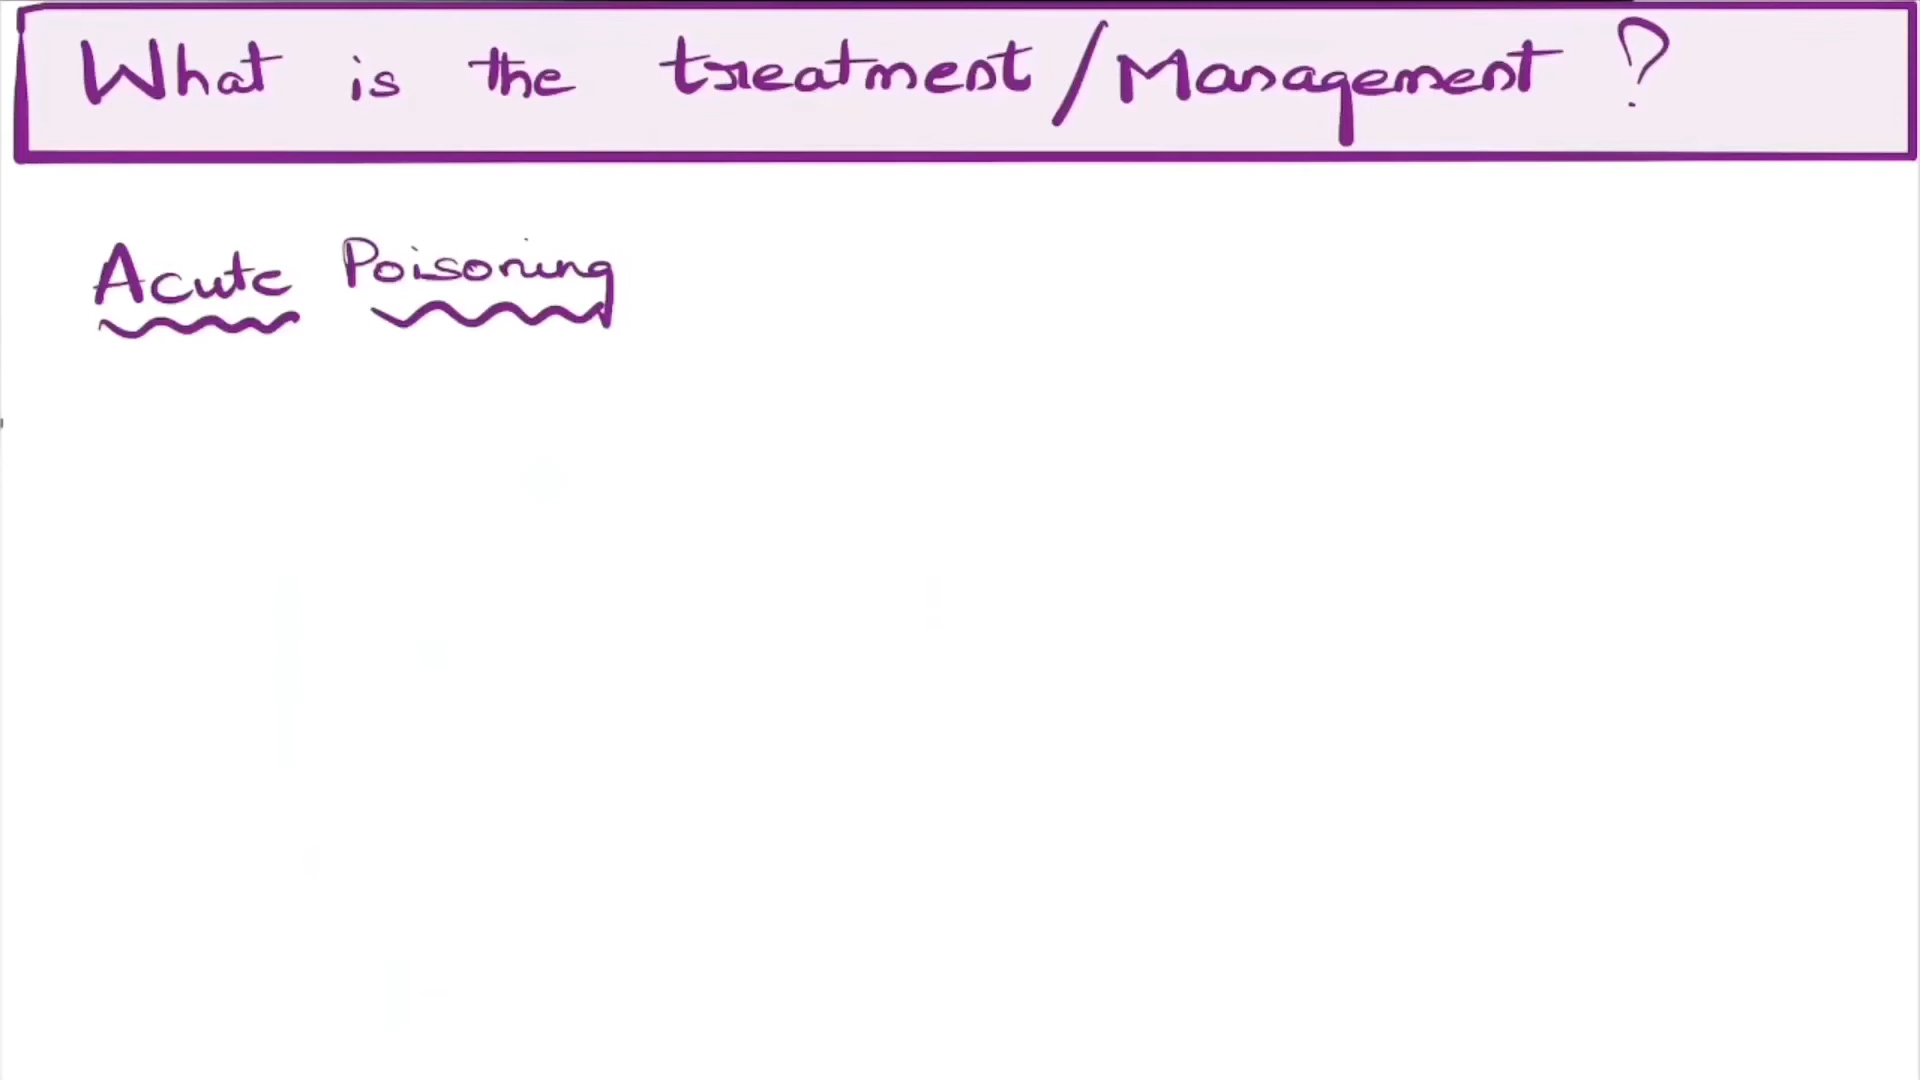 What is the treatment/Management ?
Acute Poisoning